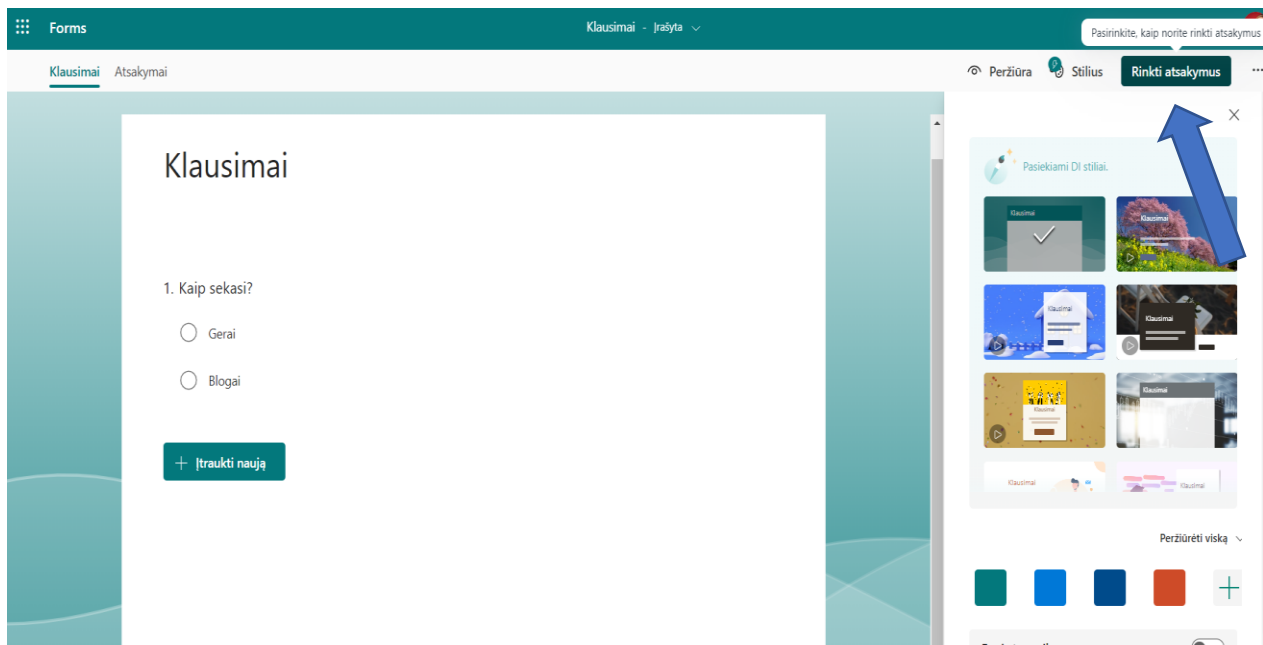 Forms
Klausimai - Įrašyta
Pasirinkite, kaip norite rinkti atsakymus
Klausimai Atsakymai
Peržiūra Stilius Rinkti atsakymus ...
Klausimai
1. Kaip sekasi?
Gerai
Blogai
+ Įtraukti naują
Pasiekiami DI stiliai.
Klausimai
Klausimai
Klausimai
Klausimai
Klausimai
Klausimai
Klausimai
Klausimai
Peržiūrėti viską